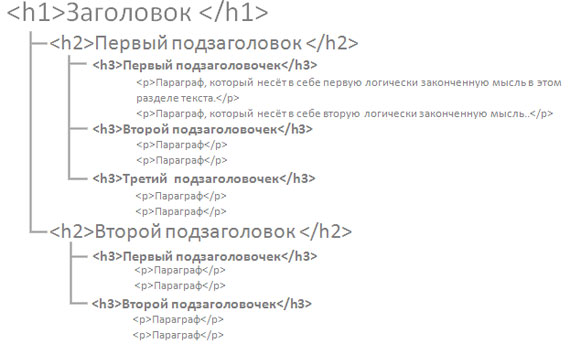 <h1>Заголовок </h1>
<h2>Первый подзаголовок </h2>
<h3>Первый подзаголовочек</h3>
<p>Параграф, который несёт в себе первую логически законченную мысль в этом
разделе текста.</p>
<p>Параграф, который несёт в себе вторую логически законченную мысль..</p>
<h3>Второй подзаголовочек</h3>
<p>Параграф</p>
<p>Параграф</p>
<h3>Третий подзаголовочек</h3>
<p>Параграф</p>
<p>Параграф</p>
<h2>Второй подзаголовок </h2>
<h3>Первый подзаголовочек</h3>
<p>Параграф</p>
<p>Параграф</p>
<h3>Второй подзаголовочек</h3>
<p>Параграф</p>
<p>Параграф</p>